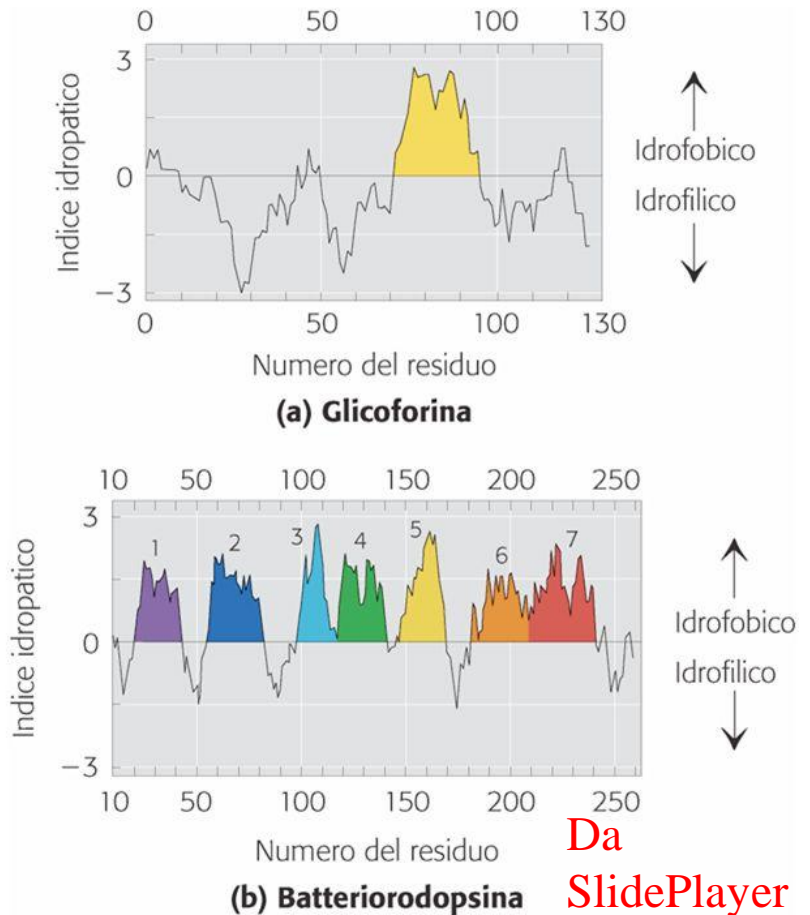 0 50 100 130
3
0
−3
Indice idropatico
Idrofobico
Idrofilico
0 50 100 130
Numero del residuo
(a) Glicoforina
10 50 100 150 200 250
3
0
−3
Indice idropatico
1 2 3 4 5 6 7
Idrofobico
Idrofilico
10 50 100 150 200 250
Numero del residuo
(b) Batteriorodopsina
Da
SlidePlayer